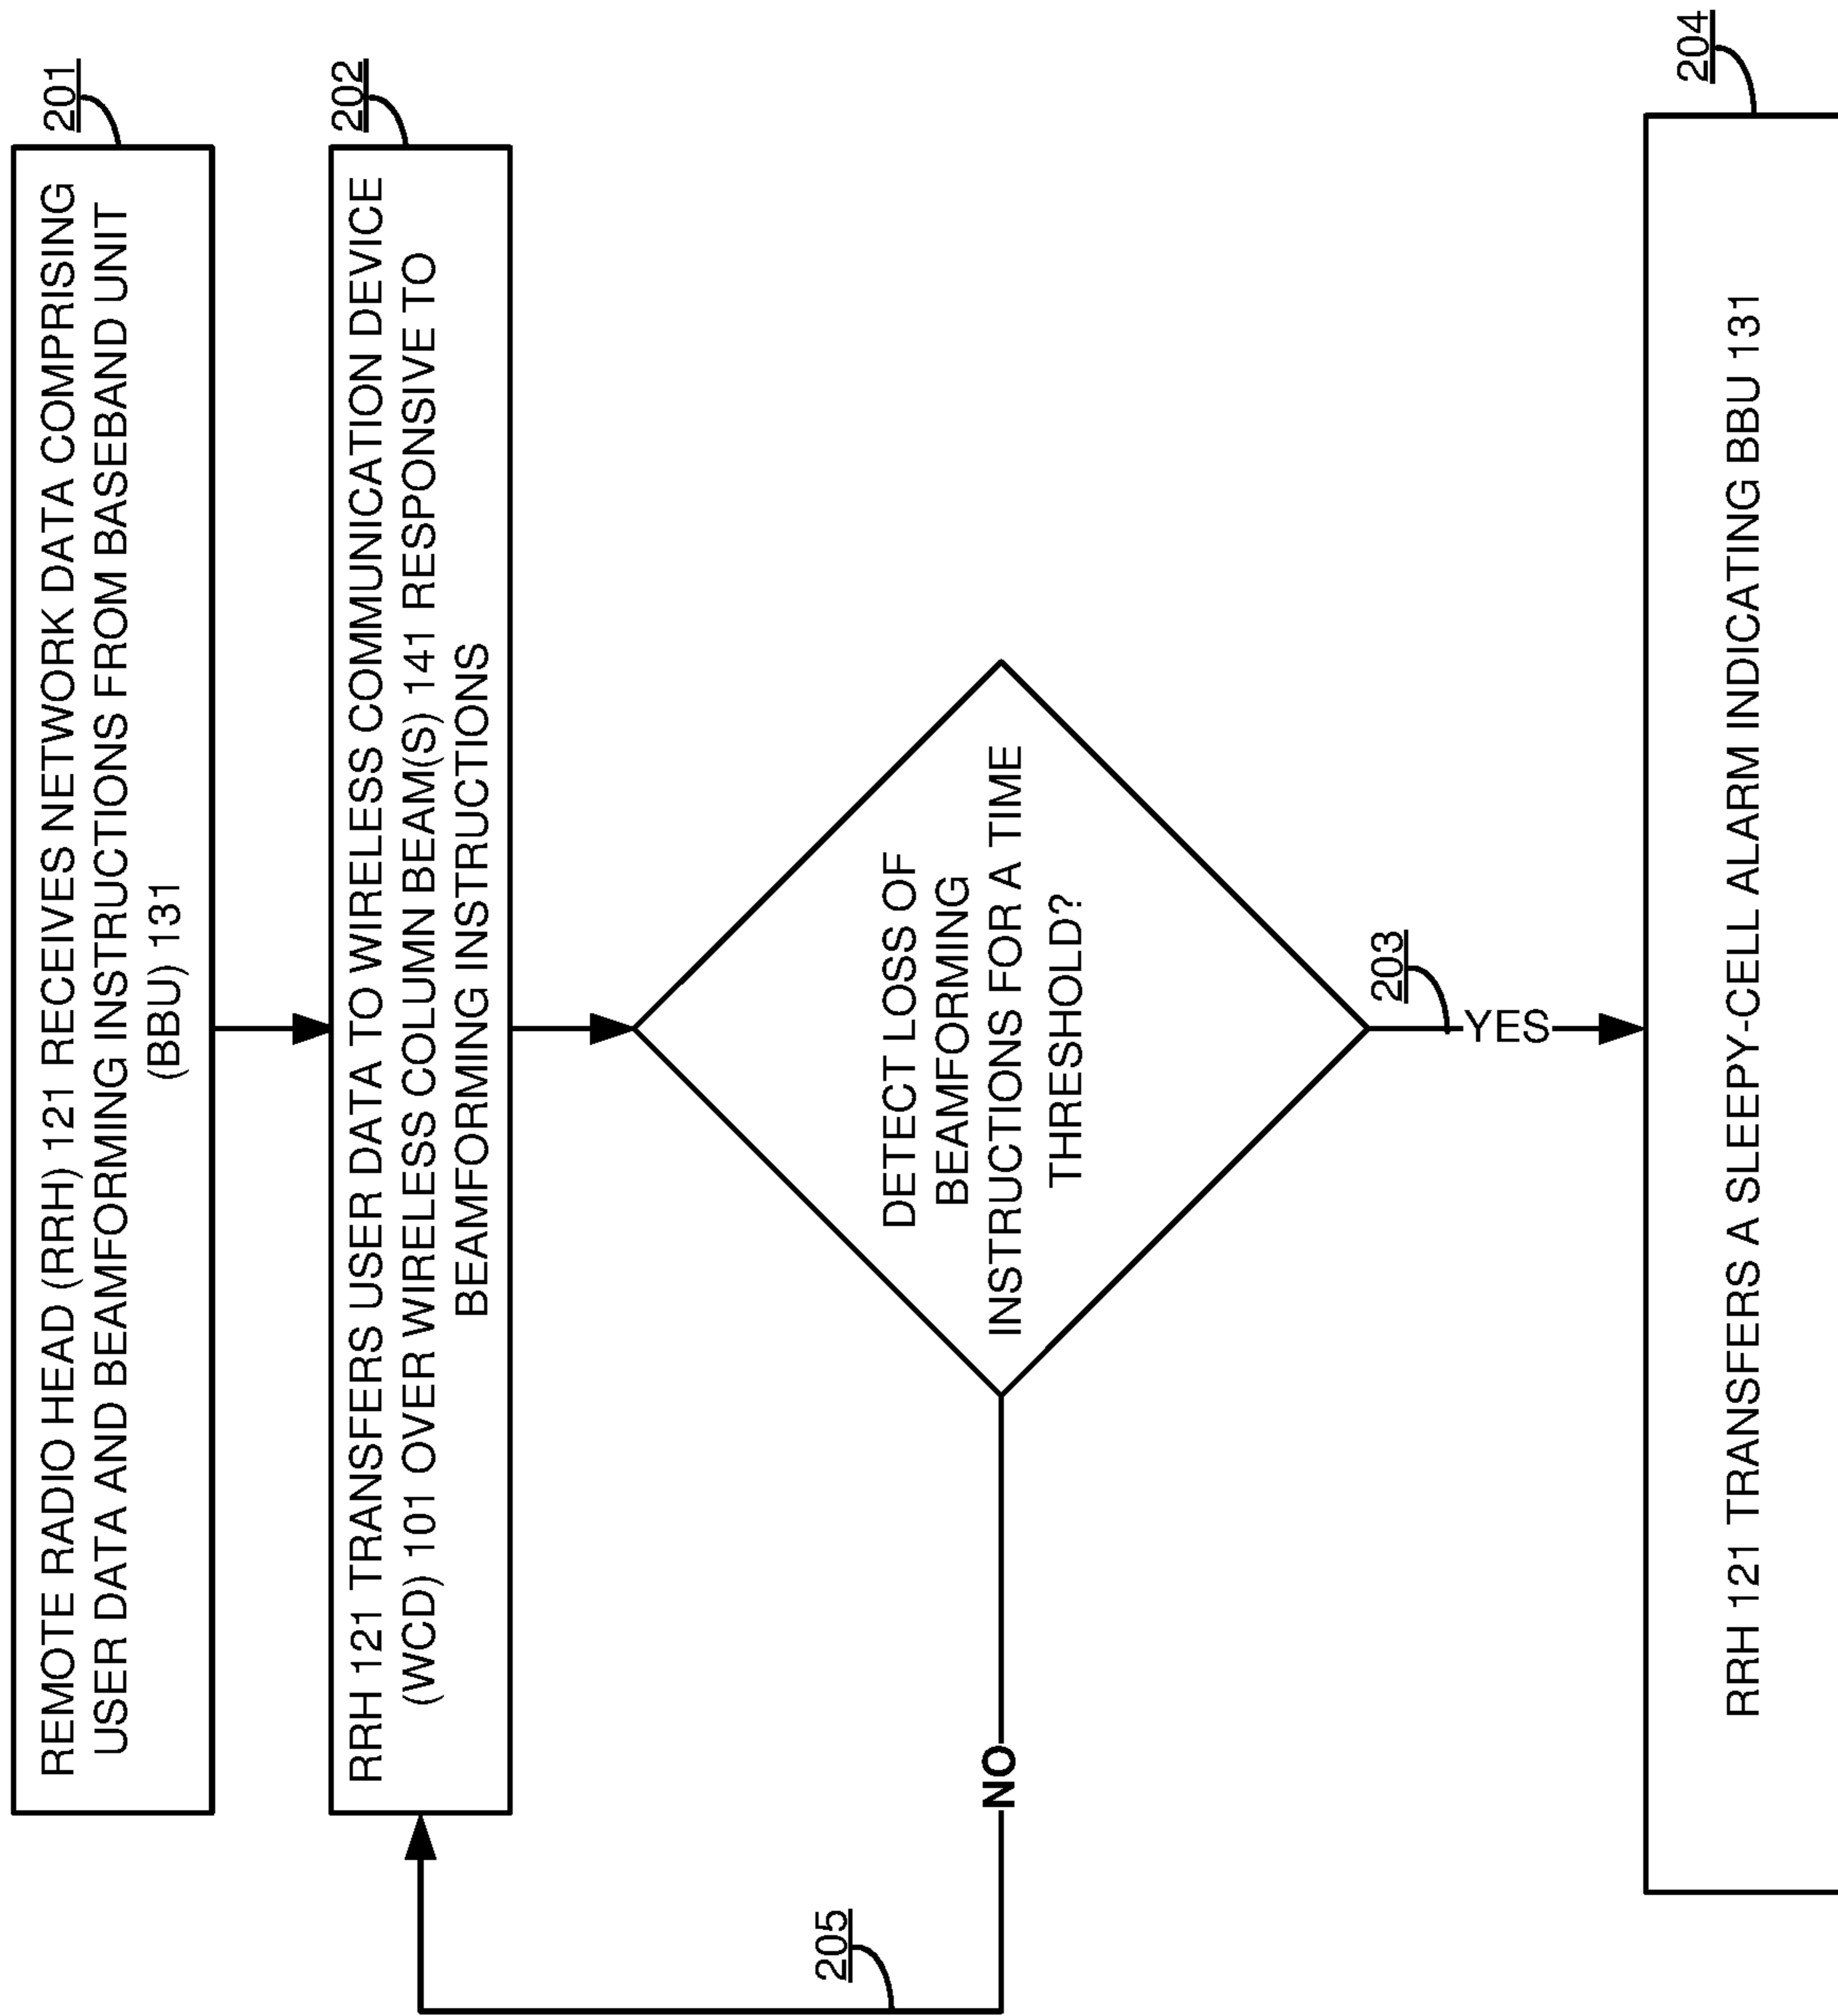 REMOTE RADIO HEAD (RRH) 121 RECEIVES NETWORK DATA COMPRISING
USER DATA AND BEAMFORMING INSTRUCTIONS FROM BASEBAND UNIT
(BBU) 131
201
RRH 121 TRANSFERS USER DATA TO WIRELESS COMMUNICATION DEVICE
(WCD) 101 OVER WIRELESS COLUMN BEAM(S) 141 RESPONSIVE TO
BEAMFORMING INSTRUCTIONS
202
DETECT LOSS OF
BEAMFORMING
INSTRUCTIONS FOR A TIME
THRESHOLD?
205
NO
203
YES
RRH 121 TRANSFERS A SLEEPY-CELL ALARM INDICATING BBU 131
204